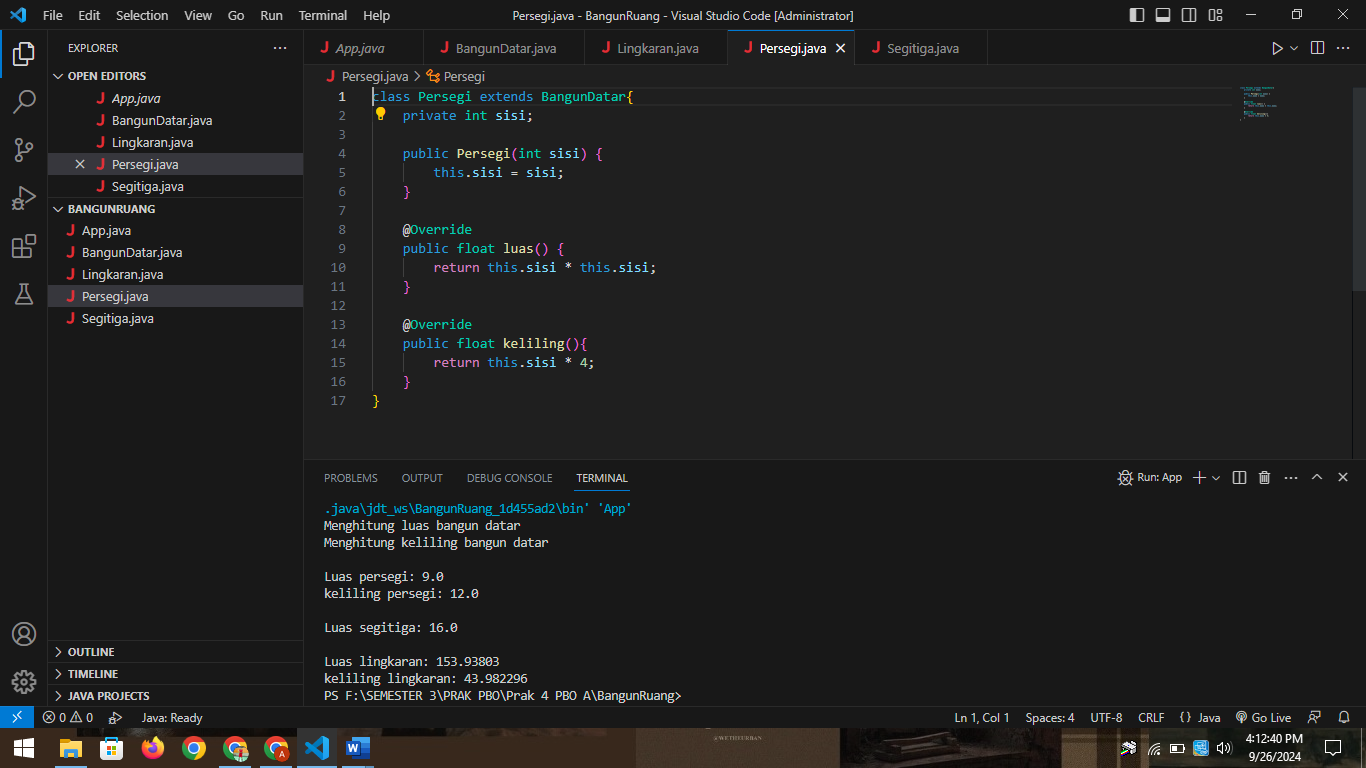 File Edit Selection View Go Run Terminal Help Persegi.java - BangunRuang - Visual Studio Code [Administrator]
EXPLORER
OPEN EDITORS
App.java
BangunDatar.java
Lingkaran.java
Persegi.java
Segitiga.java
BANGUNRUANG
App.java
BangunDatar.java
Lingkaran.java
Persegi.java
Segitiga.java
OUTLINE
TIMELINE
JAVA PROJECTS
App.java BangunDatar.java Lingkaran.java Persegi.java Segitiga.java
Persegi.java > Persegi
1 class Persegi extends BangunDatar{
2 private int sisi;
3
4 public Persegi(int sisi) {
5 this.sisi = sisi;
6 }
7
8 @Override
9 public float luas() {
10 return this.sisi * this.sisi;
11 }
12
13 @Override
14 public float keliling(){
15 return this.sisi * 4;
16 }
17 }
PROBLEMS OUTPUT DEBUG CONSOLE TERMINAL Run: App
.java\jdt_ws\BangunRuang_1d455ad2\bin' 'App'
Menghitung luas bangun datar
Menghitung keliling bangun datar
Luas persegi: 9.0
keliling persegi: 12.0
Luas segitiga: 16.0
Luas lingkaran: 153.93803
keliling lingkaran: 43.982296
PS F:\SEMESTER 3\PRAK PBO\Prak 4 PBO A\BangunRuang>
0 0 Java: Ready Ln 1, Col 1 Spaces: 4 UTF-8 CRLF {} Java Go Live
4:12:40 PM
9/26/2024